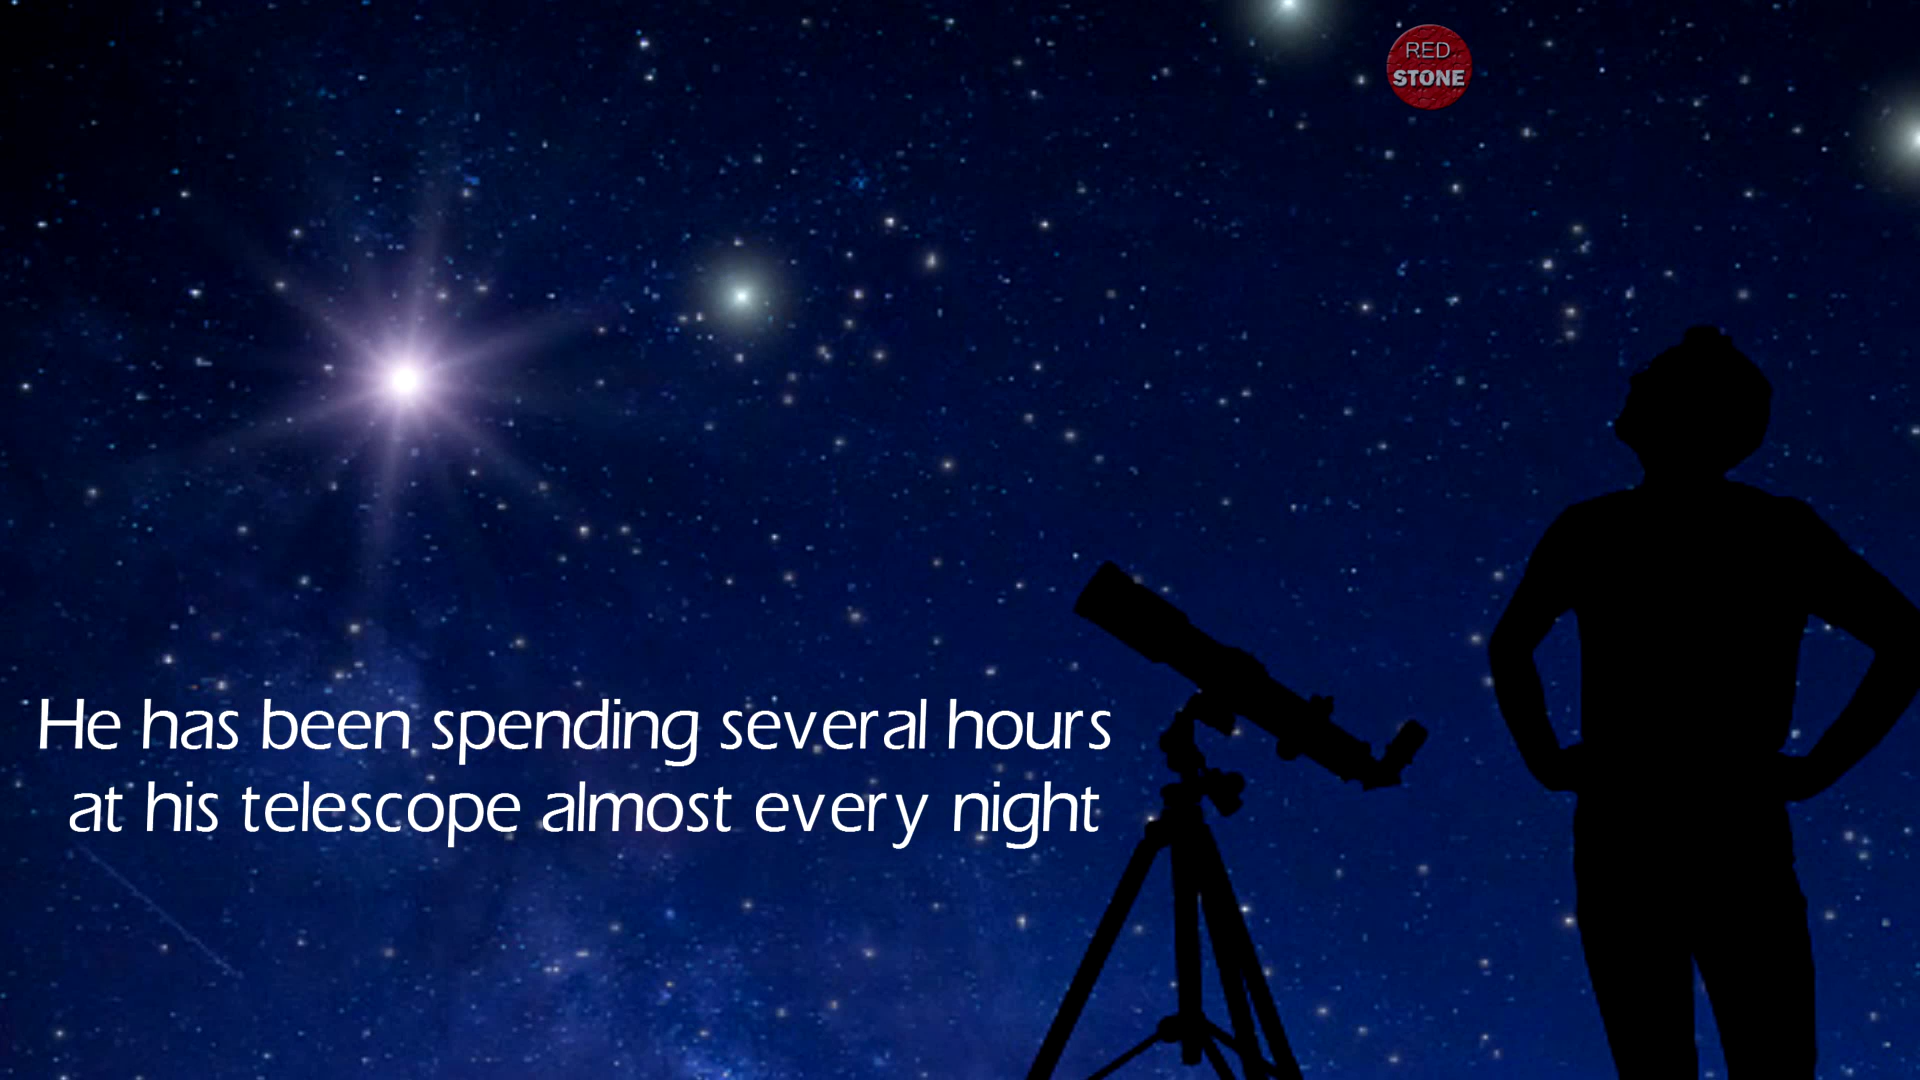 RED
STONE
He has been spending several hours
at his telescope almost every night